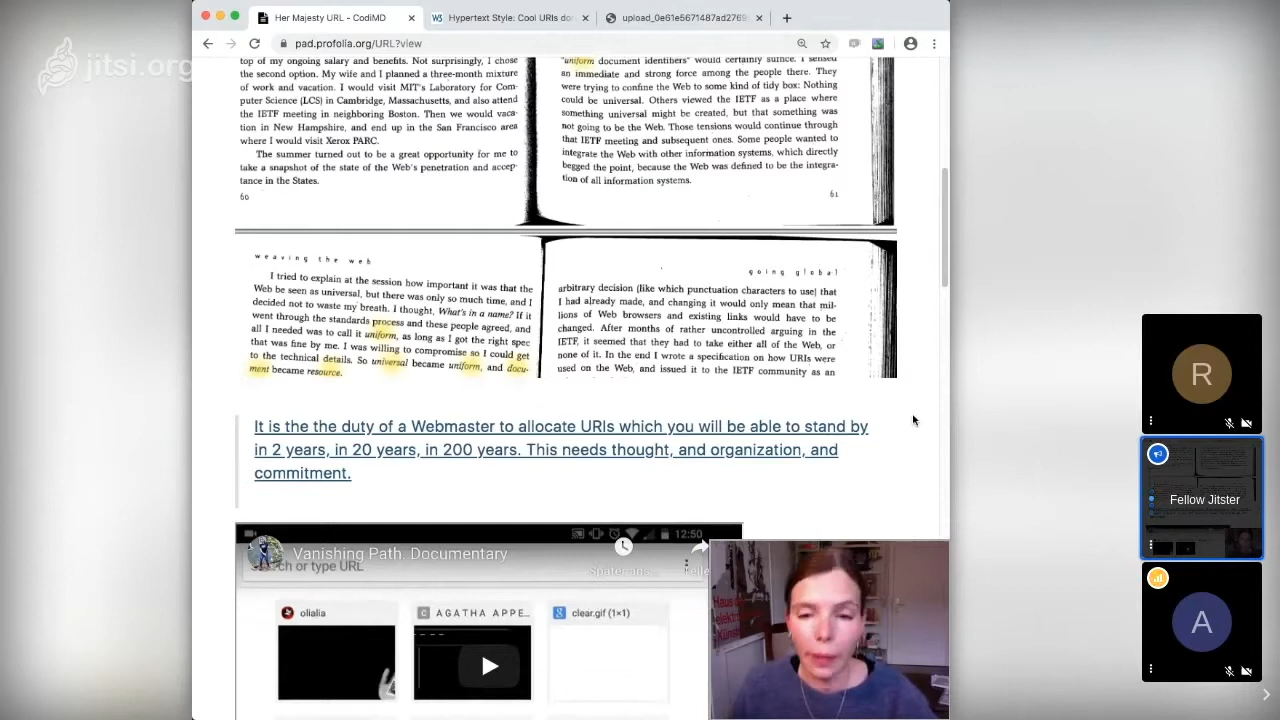 jitsi.org
Her Majesty URL - CodiMD
Hypertext Style: Cool URIs do
upload_0e61e5671487ad2769
pad.profolia.org/URL?view
top of my ongoing salary and benefits. Not surprisingly, I chose
the second option. My wife and I planned a three-month mixture
of work and vacation. I would visit MIT's Laboratory for Com-
puter Science (LCS) in Cambridge, Massachusetts, and also attend
the IETF meeting in neighboring Boston. Then we would vaca-
tion in New Hampshire, and end up in the San Francisco area
where I would visit Xerox PARC.
The summer turned out to be a great opportunity for me to
take a snapshot of the state of the Web's penetration and accep-
tance in the States.
60
"uniform document identifiers" would certainly suffice. I sensed
an immediate and strong force among the people there. They
were trying to confine the Web to some kind of tidy box: Nothing
could be universal. Others viewed the IETF as a place where
something universal might be created, but that something was
not going to be the Web. Those tensions would continue through
that IETF meeting and subsequent ones. Some people wanted to
integrate the Web with other information systems, which directly
begged the point, because the Web was defined to be the integra-
tion of all information systems.
61
weaving the web
I tried to explain at the session how important it was that the
Web be seen as universal, but there was only so much time, and I
decided not to waste my breath. I thought, What's in a name? If it
went through the standards process and these people agreed, and
all I needed was to call it uniform, as long as I got the right spec
that was fine by me. I was willing to compromise so I could get
to the technical details. So universal became uniform, and docu-
ment became resource.
going global
arbitrary decision (like which punctuation characters to use) that
I had already made, and changing it would only mean that mil-
lions of Web browsers and existing links would have to be
changed. After months of rather uncontrolled arguing in the
IETF, it seemed that they had to take either all of the Web, or
none of it. In the end I wrote a specification on how URIs were
used on the Web, and issued it to the IETF community as an
It is the the duty of a Webmaster to allocate URIs which you will be able to stand by
in 2 years, in 20 years, in 200 years. This needs thought, and organization, and
commitment.
12:50
Vanishing Path. Documentary
ch or type URL
olialia
AGATHA APPE...
clear.gif (1×1)
Haus de
elektro
Künst
R
Fellow Jitster
A